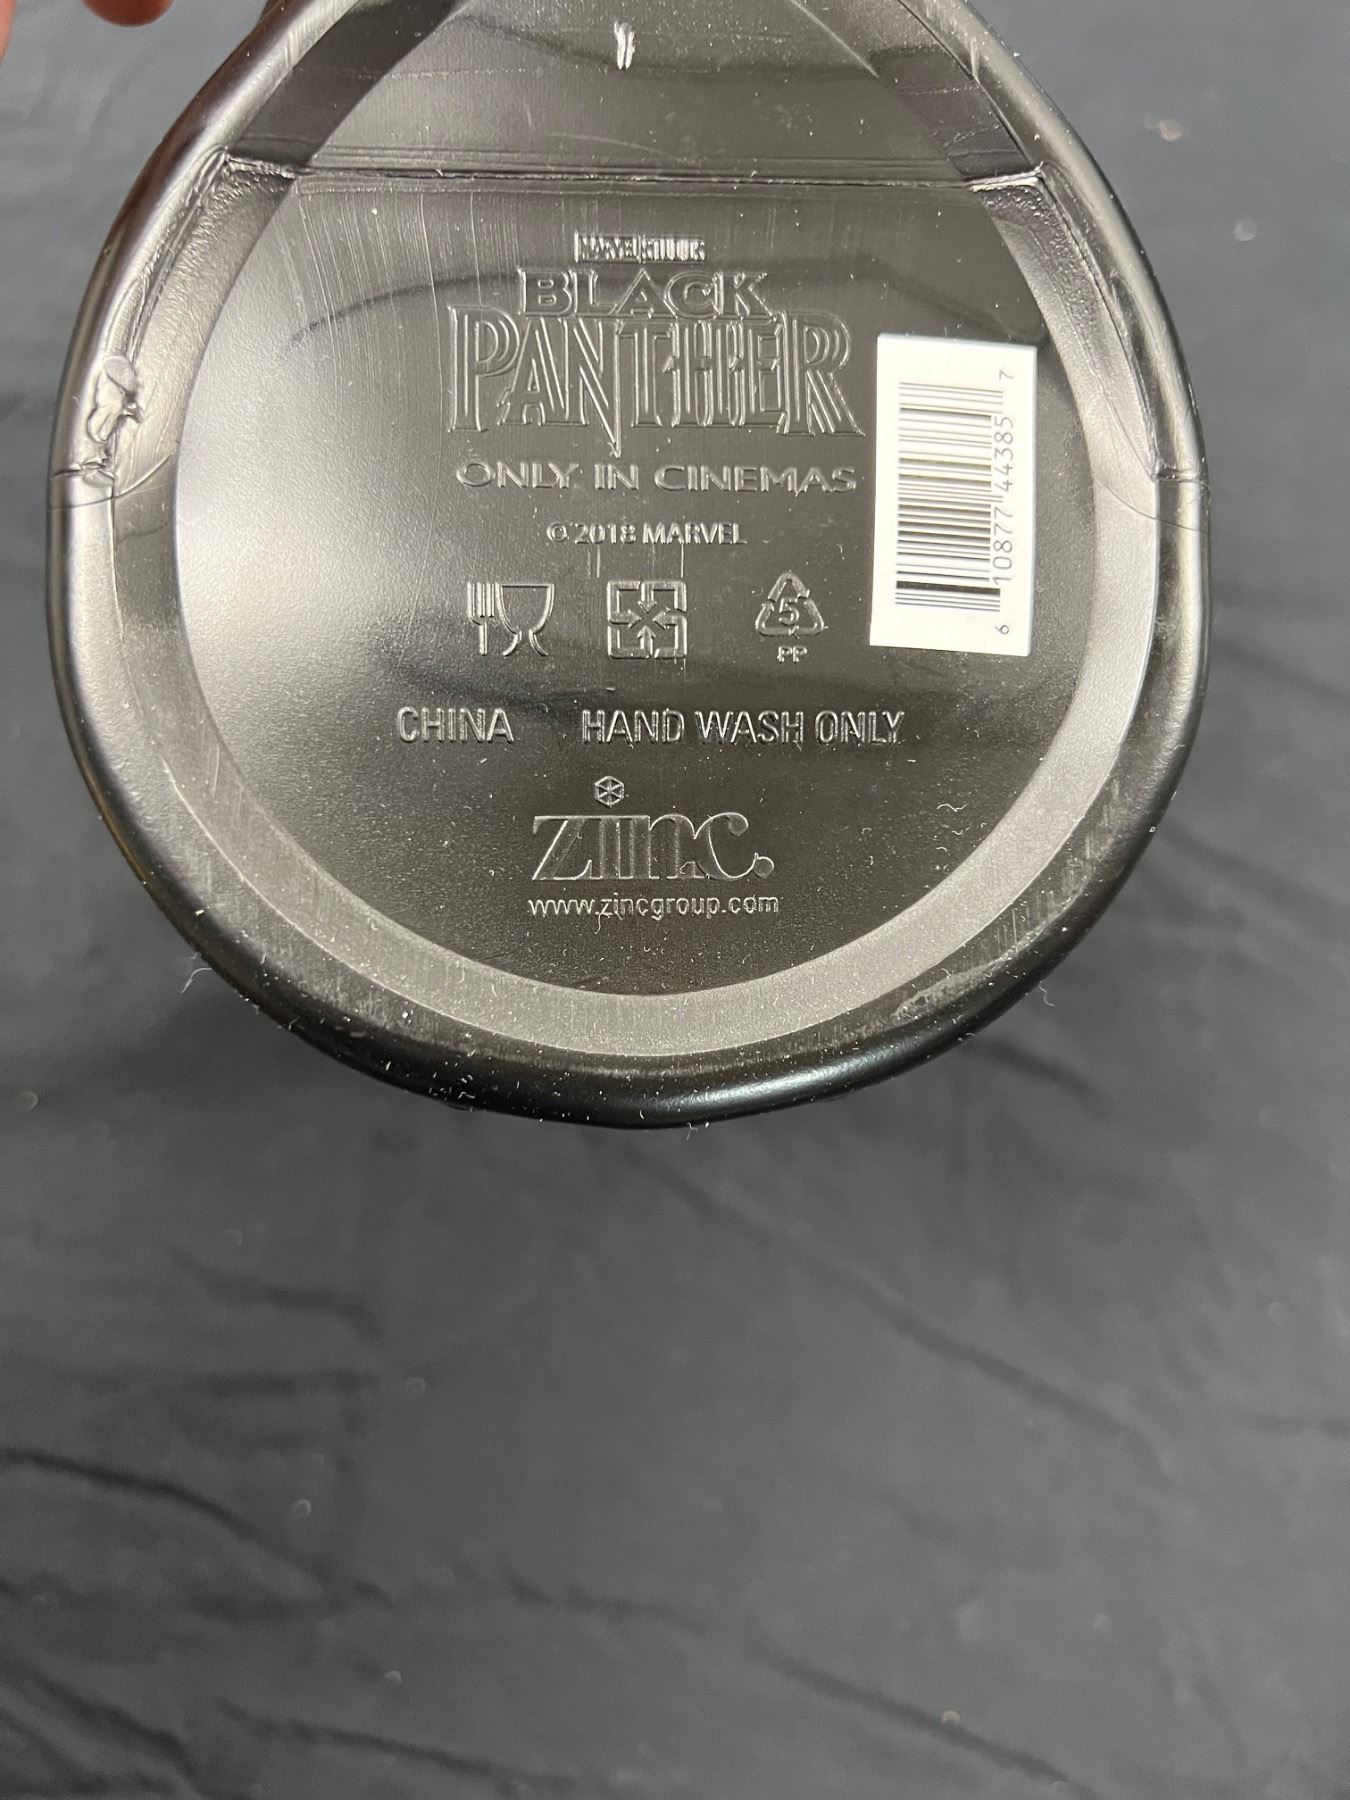 MARVEL STUDIOS
BLACK
PANTHER
ONLY IN CINEMAS
© 2018 MARVEL
5
PP
CHINA HAND WASH ONLY
zinc.
www.zincgroup.com
6 10877 44385 7